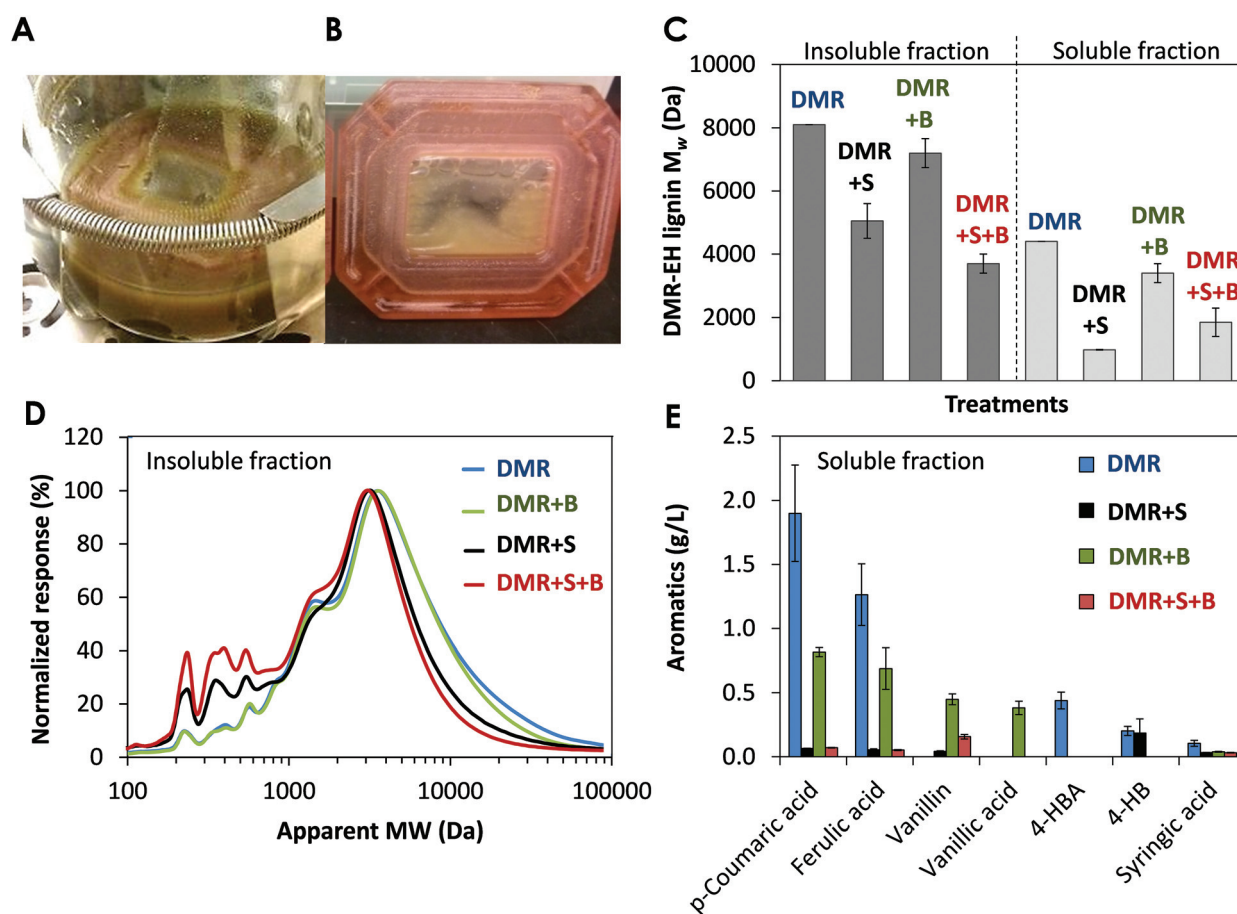 A
B
C
Insoluble fraction
Soluble fraction
DMR-EH lignin Mw (Da)
10000
8000
6000
4000
2000
0
DMR
DMR
+S
DMR
+B
DMR
+S+B
DMR
DMR
+S
DMR
+B
DMR
+S+B
Treatments
D
Insoluble fraction
Normalized response (%)
120
100
80
60
40
20
0
DMR
DMR+B
DMR+S
DMR+S+B
100
1000
10000
100000
Apparent MW (Da)
E
Soluble fraction
Aromatics (g/L)
2.5
2.0
1.5
1.0
0.5
0.0
DMR
DMR+S
DMR+B
DMR+S+B
p-Coumaric acid
Ferulic acid
Vanillin
Vanillic acid
4-HBA
4-HB
Syringic acid